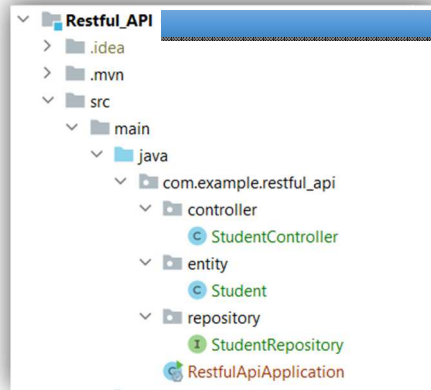 Restful_API
.idea
.mvn
src
main
java
com.example.restful_api
controller
C StudentController
entity
C Student
repository
I StudentRepository
RestfulApiApplication